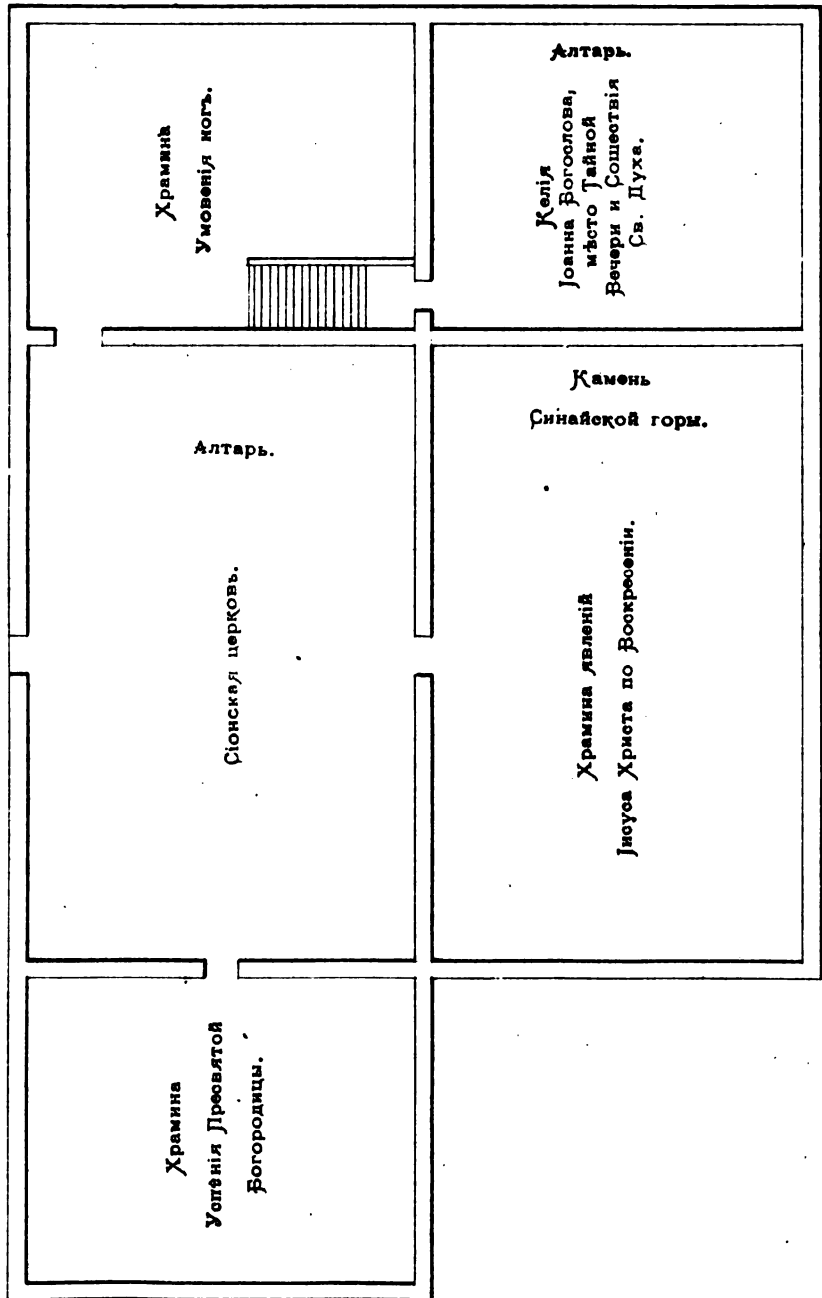 Храмина
Умовенія ногъ.
Алтарь.
Келія
Іоанна Богослова,
мѣсто Тайной
Вечери и Сошествія
Св. Духа.
Камень
Синайской горы.
Алтарь.
Сіонская церковь.
Храмина явленій
Іисуса Христа по Воскресеніи.
Храмина
Успѣнія Пресвятой
Богородицы.